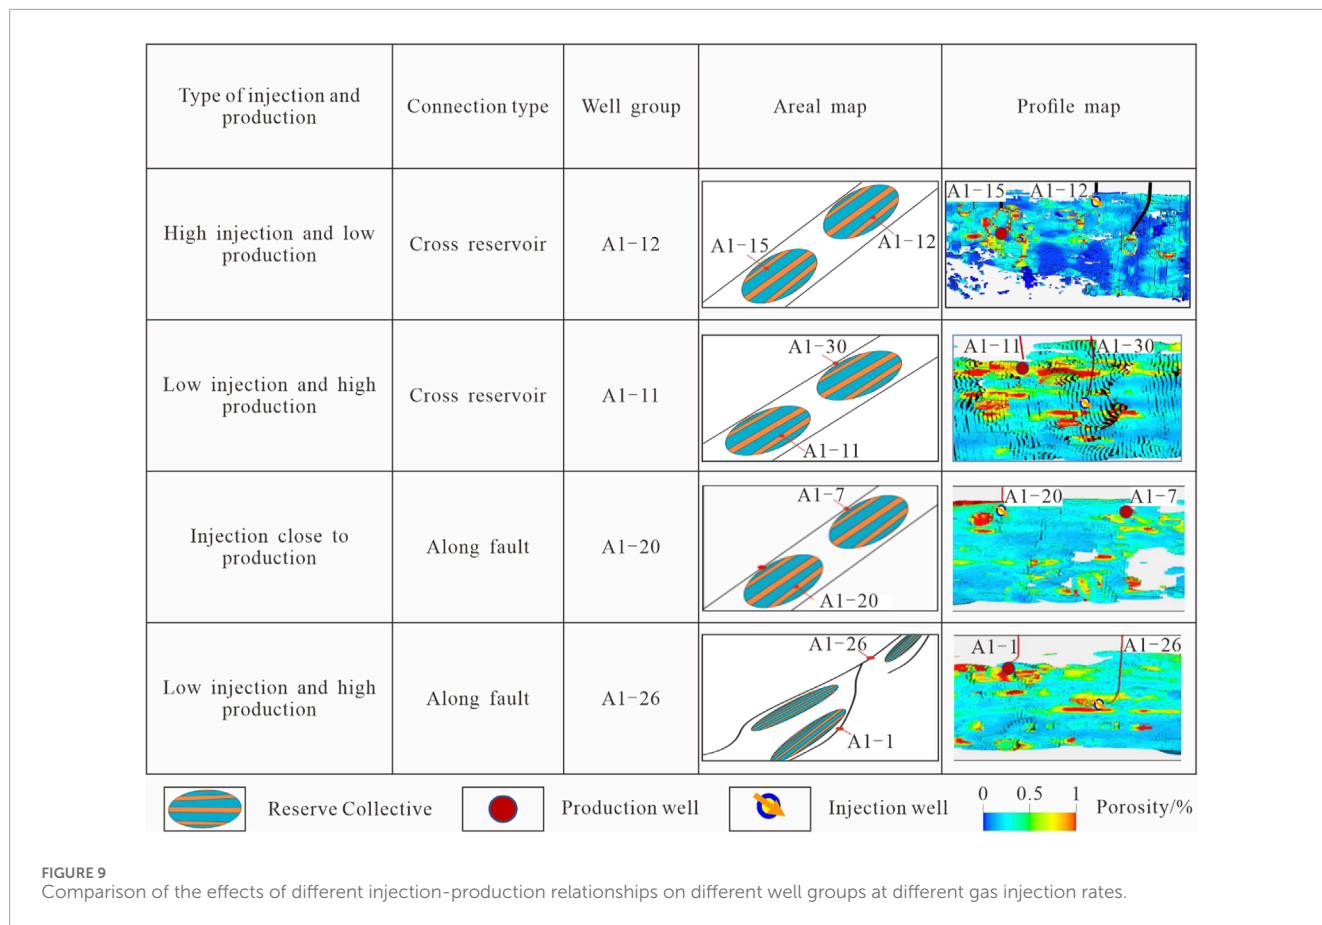 Type of injection and
production
Connection type
Well group
Areal map
Profile map
High injection and low
production
Cross reservoir
A1-12
A1-15
A1-12
A1-15
A1-12
Low injection and high
production
Cross reservoir
A1-11
A1-30
A1-11
A1-11
A1-30
Injection close to
production
Along fault
A1-20
A1-7
A1-20
A1-20
A1-7
Low injection and high
production
Along fault
A1-26
A1-26
A1-1
A1-1
A1-26
Reserve Collective
Production well
Injection well
0 0.5 1
Porosity/%
FIGURE 9
Comparison of the effects of different injection-production relationships on different well groups at different gas injection rates.